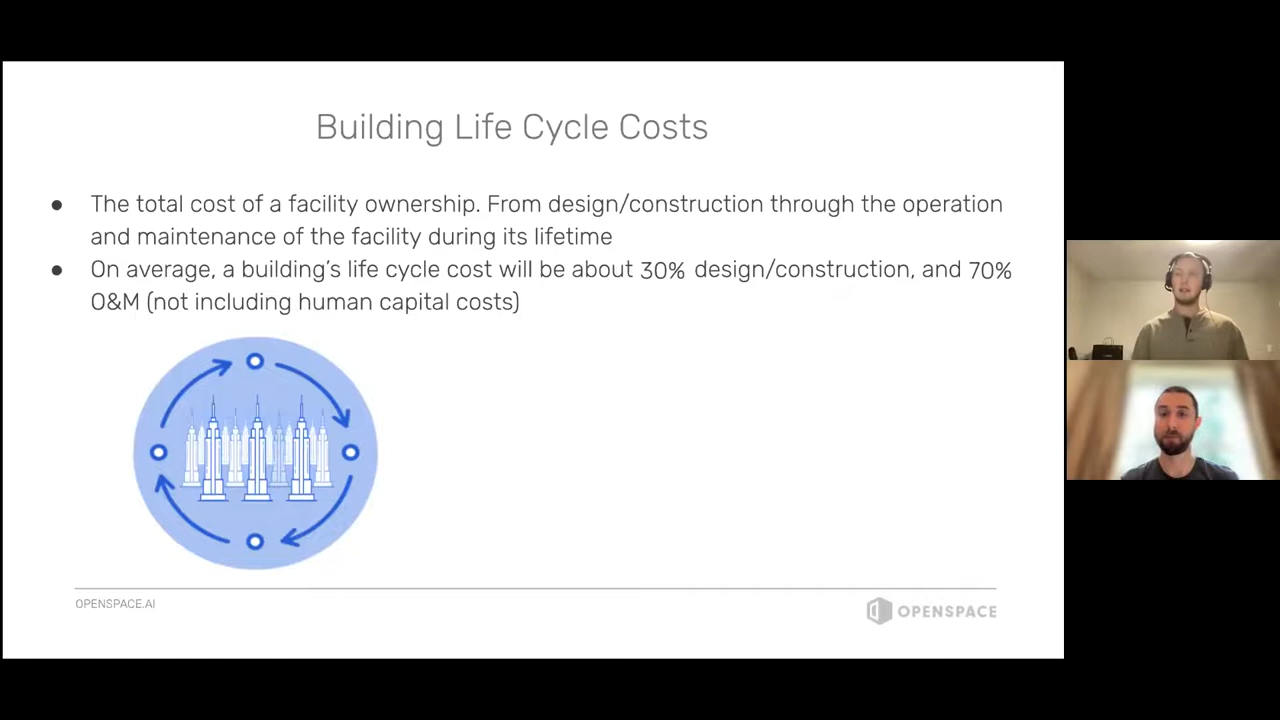 Building Life Cycle Costs
● The total cost of a facility ownership. From design/construction through the operation
and maintenance of the facility during its lifetime
● On average, a building's life cycle cost will be about 30% design/construction, and 70%
O&M (not including human capital costs)
OPENSPACE.AI
OPENSPACE